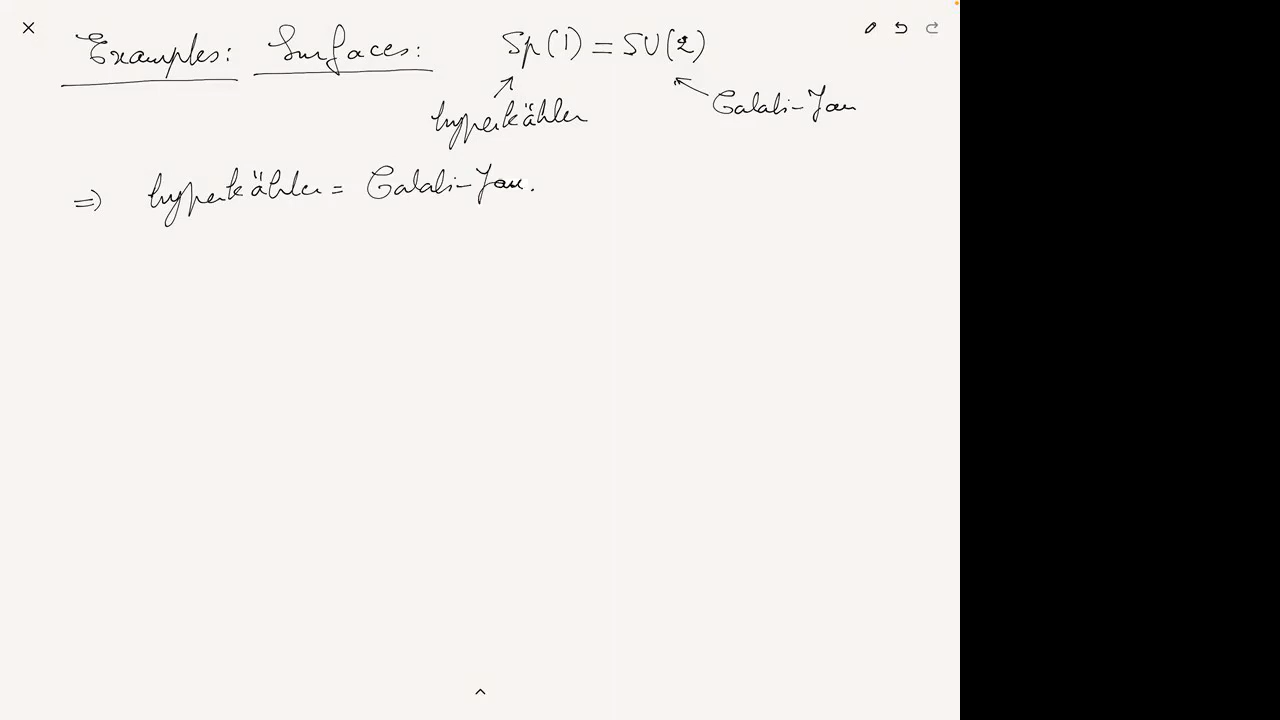 Examples: Surfaces: Sp(1) = SU(2)
hyperkähler Calabi-Yau
⇒ hyperkähler = Calabi-Yau.